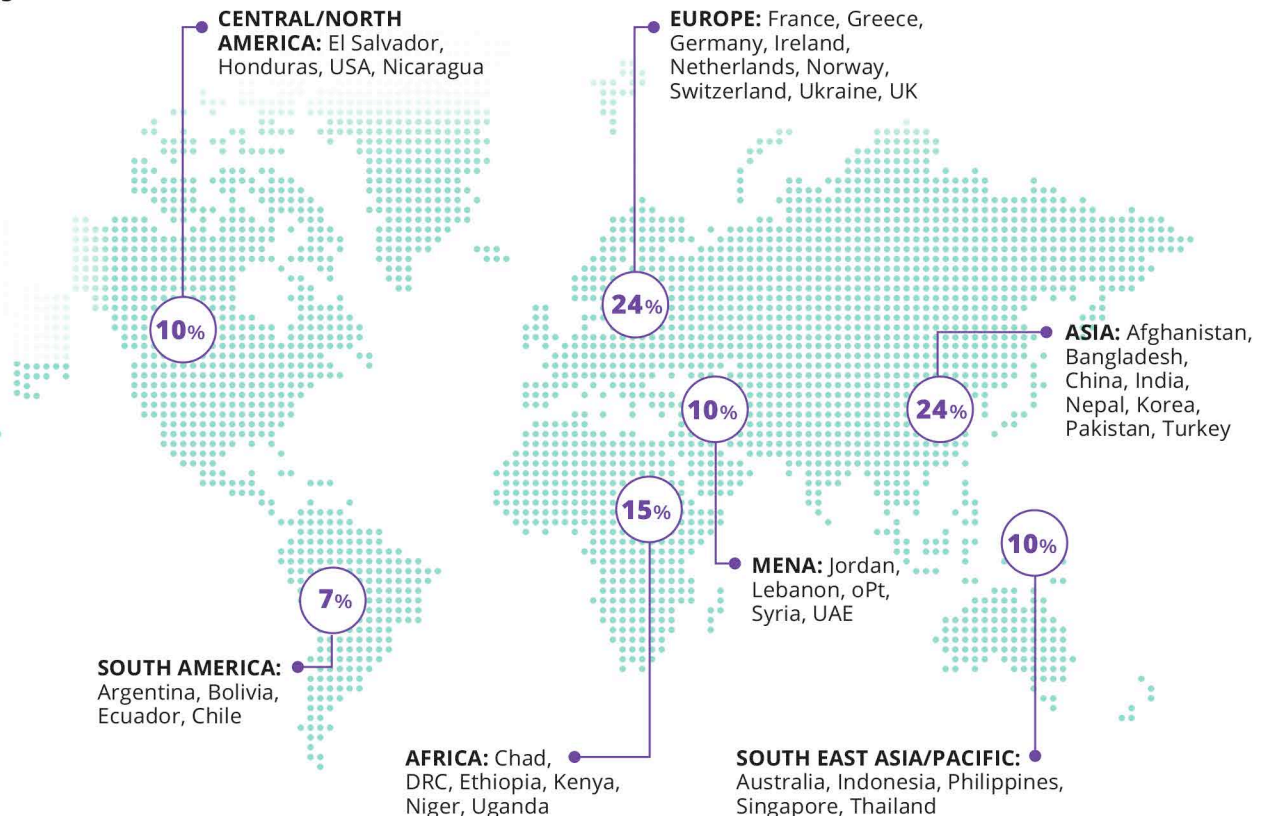 CENTRAL/NORTH
AMERICA: El Salvador,
Honduras, USA, Nicaragua
EUROPE: France, Greece,
Germany, Ireland,
Netherlands, Norway,
Switzerland, Ukraine, UK
24%
10%
ASIA: Afghanistan,
Bangladesh,
China, India,
Nepal, Korea,
Pakistan, Turkey
10%
24%
15%
10%
MENA: Jordan,
Lebanon, oPt,
Syria, UAE
7%
SOUTH AMERICA:
Argentina, Bolivia,
Ecuador, Chile
AFRICA: Chad,
DRC, Ethiopia, Kenya,
Niger, Uganda
SOUTH EAST ASIA/PACIFIC:
Australia, Indonesia, Philippines,
Singapore, Thailand